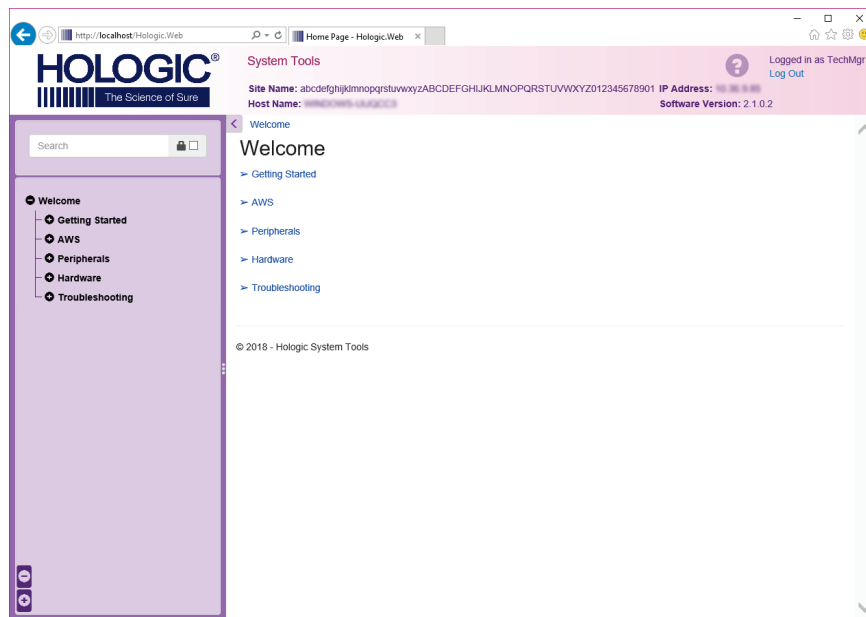 http://localhost/Hologic.Web
Home Page - Hologic.Web
HOLOGIC®
The Science of Sure
System Tools
Logged in as TechMgr
Log Out
Site Name: abcdefghijklmnopqrstuvwxyzABCDEFGHIJKLMNOPQRSTUVWXYZ012345678901 IP Address:
Host Name: Software Version: 2.1.0.2
Search
Welcome
Getting Started
AWS
Peripherals
Hardware
Troubleshooting
Welcome
Welcome
➢ Getting Started
➢ AWS
➢ Peripherals
➢ Hardware
➢ Troubleshooting
© 2018 - Hologic System Tools